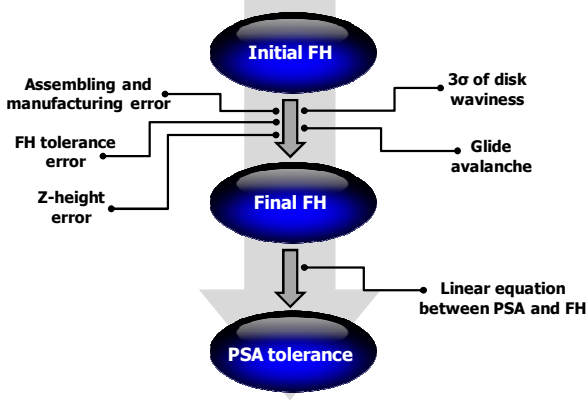 Initial FH
Assembling and
manufacturing error
3σ of disk
waviness
FH tolerance
error
Glide
avalanche
Z-height
error
Final FH
Linear equation
between PSA and FH
PSA tolerance